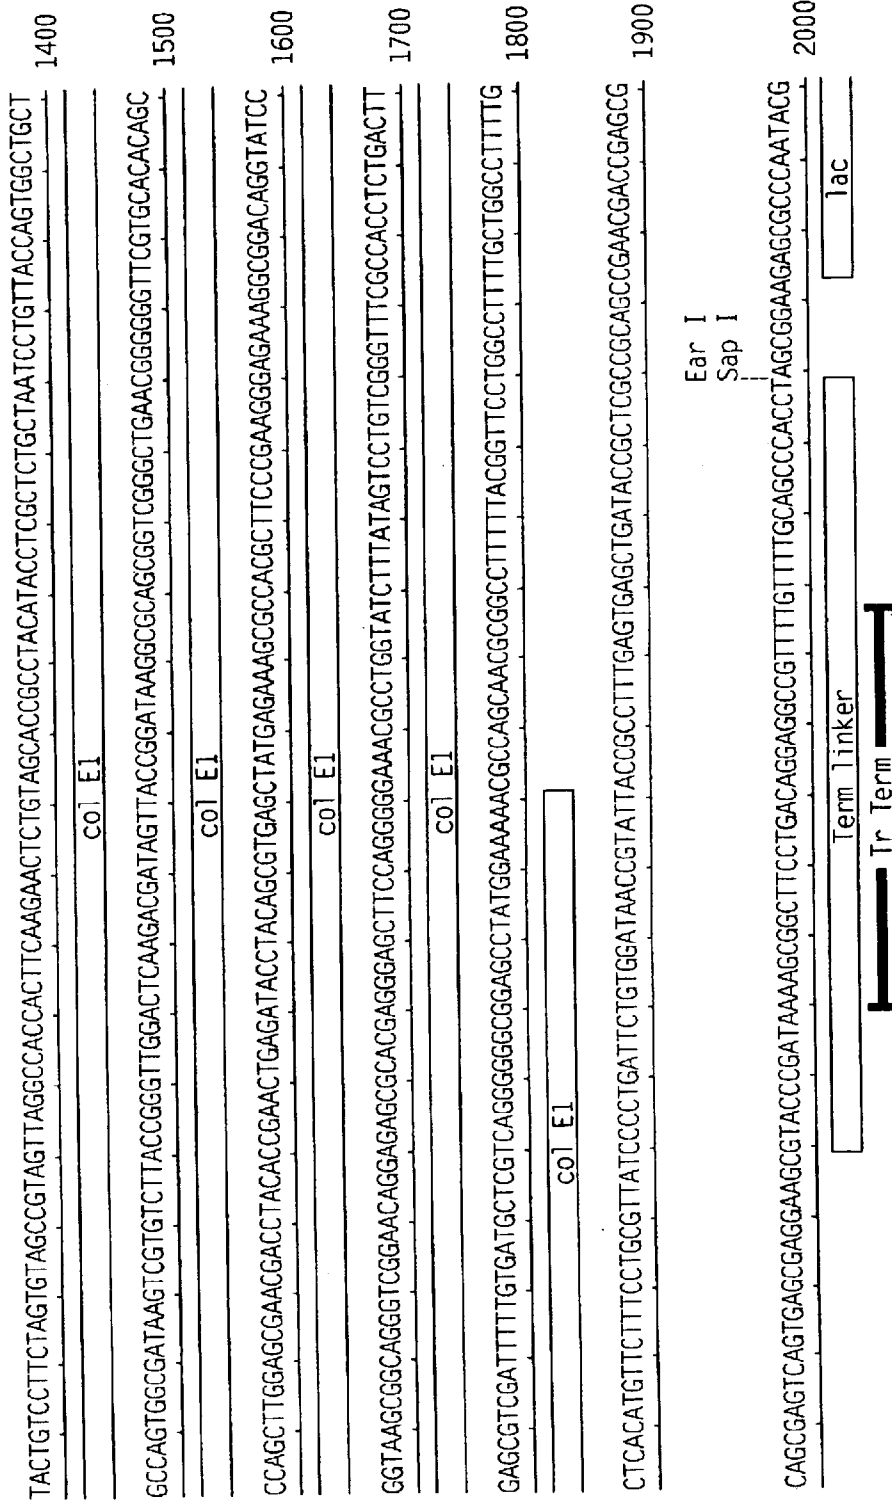 TACTGTCCTTCTAGTGTAGCCGTAGTTAGGCCACCACTTCAAGAACTCTGTAGCACCGCCTACATACCTCGCTCTGCTAATCCTGTTACCAGTGGCTGCT 1400
col E1
GCCAGTGGCGATAAGTCGTGTCTTACCGGGTTGGACTCAAGACGATAGTTACCGGATAAGGCGCAGCGGTCGGGCTGAACGGGGGGTTCGTGCACACAGC 1500
col E1
CCAGCTTGGAGCGAACGACCTACACCGAACTGAGATACCTACAGCGTGAGCTATGAGAAAGCGCCACGCTTCCCGAAGGGAGAAAGGCGGACAGGTATCC 1600
col E1
GGTAAGCGGCAGGGTCGGAACAGGAGAGCGCACGAGGGAGCTTCCAGGGGGAAACGCCTGGTATCTTTATAGTCCTGTCGGGTTTCGCCACCTCTGACTT 1700
col E1
GAGCGTCGATTTTTGTGATGCTCGTCAGGGGGGCGGAGCCTATGGAAAAACGCCAGCAACGCGGCCTTTTTACGGTTCCTGGCCTTTTGCTGGCCTTTTG 1800
col E1
CTCACATGTTCTTTCCTGCGTTATCCCCTGATTCTGTGGATAACCGTATTACCGCCTTTGAGTGAGCTGATACCGCTCGCCGCAGCCGAACGACCGAGCG 1900
Ear I
Sap I
CAGCGAGTCAGTGAGCGAGGAAGCGTACCCGATAAAAGCGGCTTCCTGACAGGAGGCCGTTTTGTTTTGCAGCCCACCTAGCGGAAGAGCGCCCAATACG 2000
Term linker lac
Tr Term